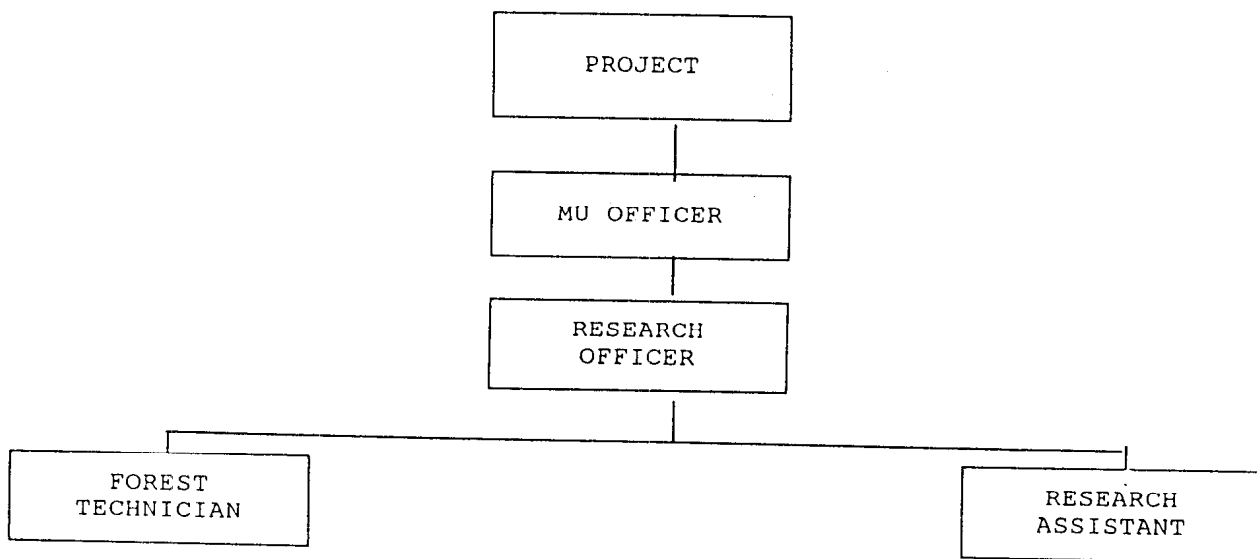 PROJECT
MU OFFICER
RESEARCH
OFFICER
FOREST
TECHNICIAN
RESEARCH
ASSISTANT